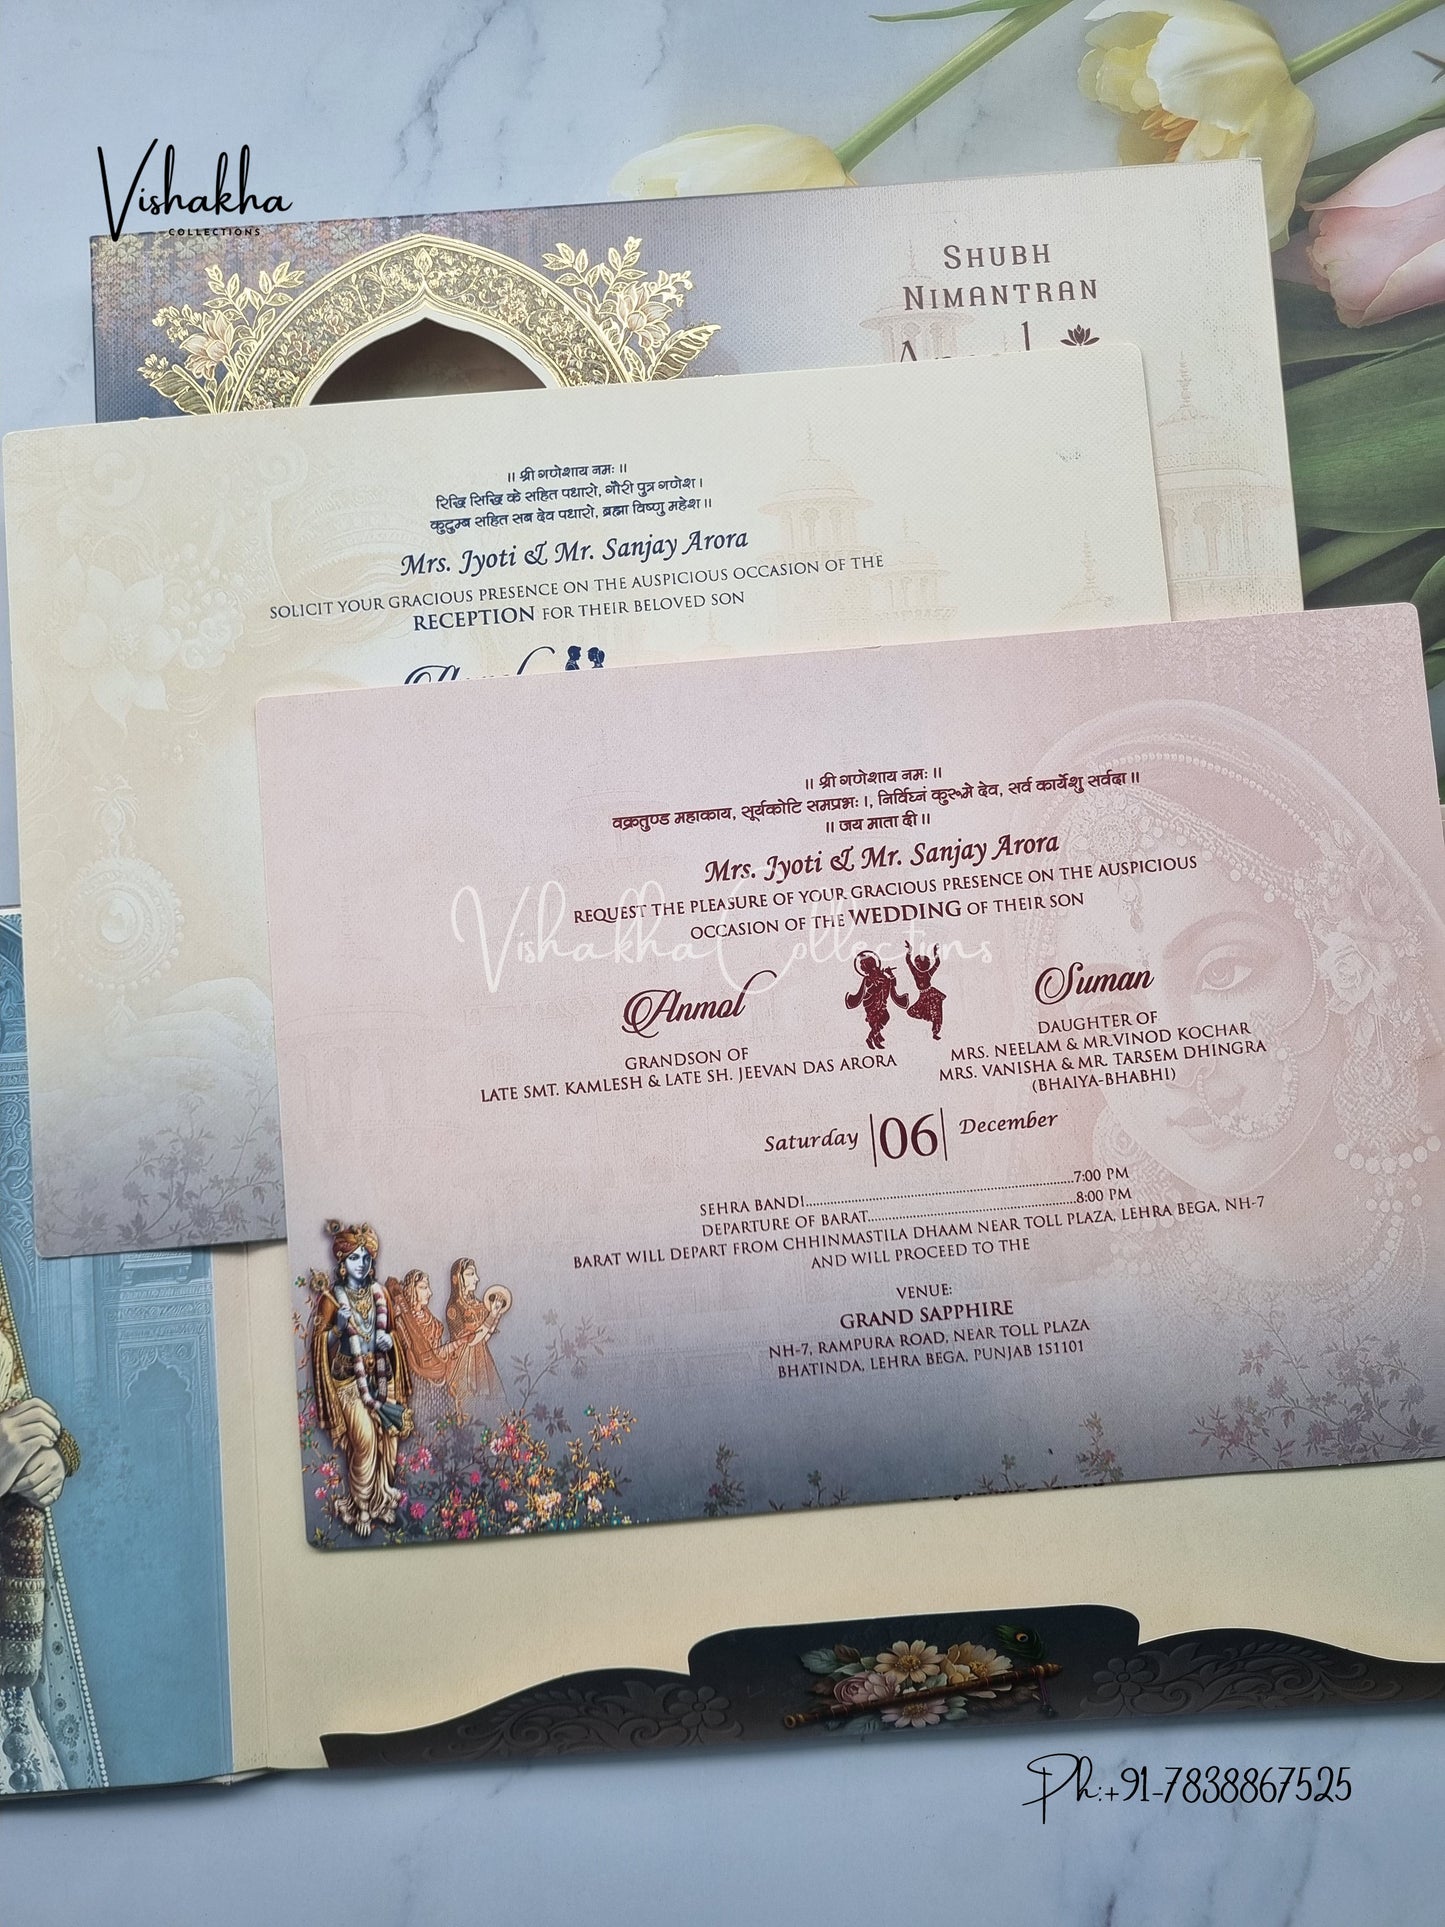 Vishakha
COLLECTIONS
SHUBH
NIMANTRAN
॥ श्री गणेशाय नमः ॥
रिद्धि सिद्धि के सहित पधारो, गौरी पुत्र गणेश ।
कुटुम्ब सहित सब देव पधारो, ब्रह्मा विष्णु महेश ॥
Mrs. Jyoti & Mr. Sanjay Arora
SOLICIT YOUR GRACIOUS PRESENCE ON THE AUSPICIOUS OCCASION OF THE
RECEPTION FOR THEIR BELOVED SON
॥ श्री गणेशाय नमः ॥
वक्रतुण्ड महाकाय, सूर्यकोटि समप्रभः ।, निर्विघ्नं कुरूमे देव, सर्व कार्येशु सर्वदा ॥
॥ जय माता दी ॥
Mrs. Jyoti & Mr. Sanjay Arora
REQUEST THE PLEASURE OF YOUR GRACIOUS PRESENCE ON THE AUSPICIOUS
OCCASION OF THE WEDDING OF THEIR SON
Vishakha Collections
Anmol
Suman
GRANDSON OF
LATE SMT. KAMLESH & LATE SH. JEEVAN DAS ARORA
DAUGHTER OF
MRS. NEELAM & MR.VINOD KOCHAR
MRS. VANISHA & MR. TARSEM DHINGRA
(BHAIYA-BHABHI)
Saturday |06| December
SEHRA BANDI..........7:00 PM
DEPARTURE OF BARAT..........8:00 PM
BARAT WILL DEPART FROM CHHINMASTILA DHAAM NEAR TOLL PLAZA, LEHRA BEGA, NH-7
AND WILL PROCEED TO THE
VENUE:
GRAND SAPPHIRE
NH-7, RAMPURA ROAD, NEAR TOLL PLAZA
BHATINDA, LEHRA BEGA, PUNJAB 151101
Ph:+91-7838867525